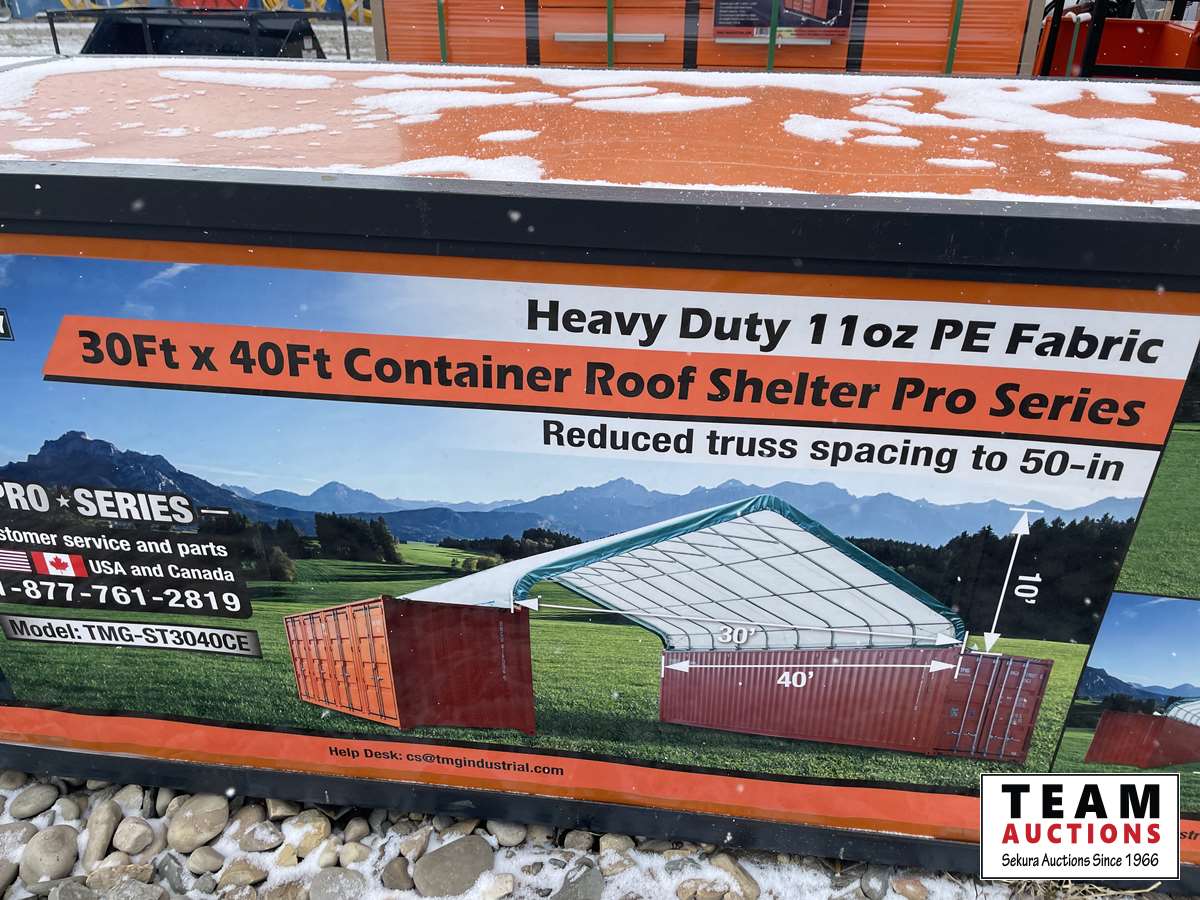 Heavy Duty 11oz PE Fabric
30Ft x 40Ft Container Roof Shelter Pro Series
Reduced truss spacing to 50-in
PRO ★ SERIES
stomer service and parts
USA and Canada
1-877-761-2819
Model: TMG-ST3040CE
10'
30'
40'
Help Desk: cs@tmgindustrial.com
TEAM
AUCTIONS
Sekura Auctions Since 1966